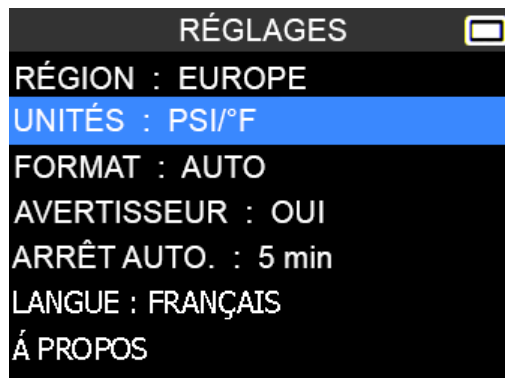 RÉGLAGES
RÉGION : EUROPE
UNITÉS : PSI/°F
FORMAT : AUTO
AVERTISSEUR : OUI
ARRÊT AUTO. : 5 min
LANGUE : FRANÇAIS
Á PROPOS